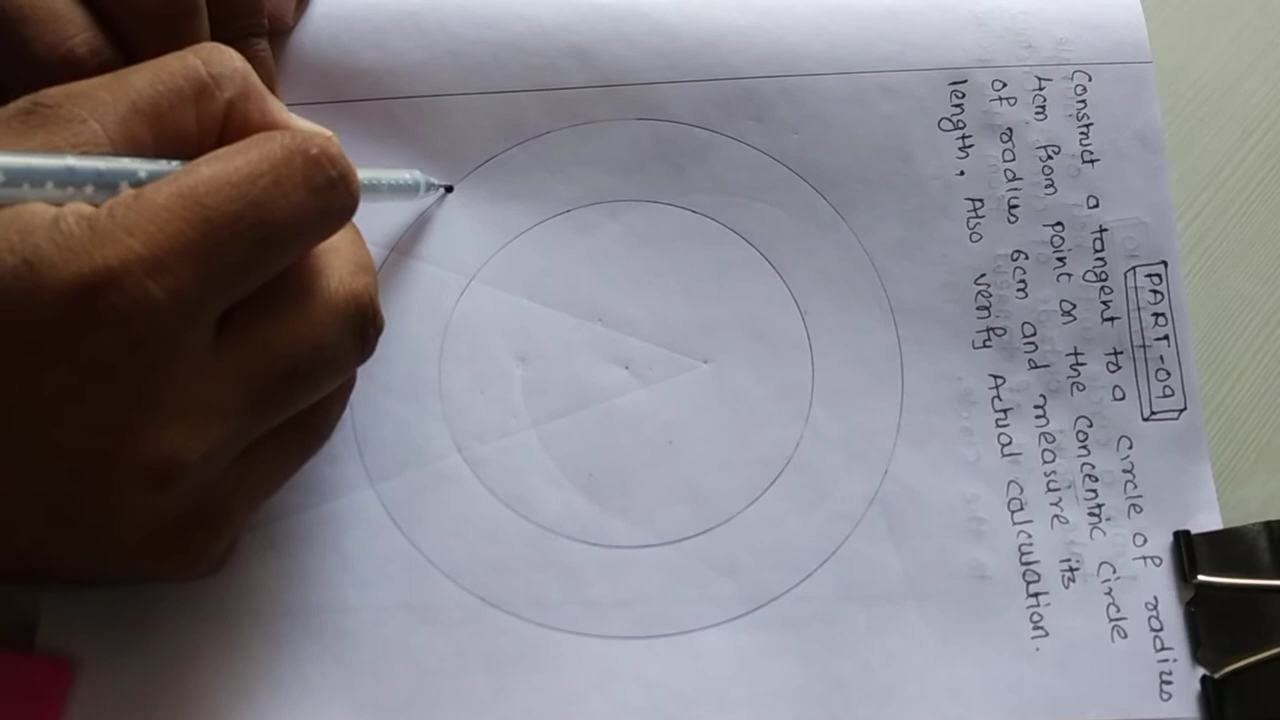 PART-09
Construct a tangent to a circle of radius
4cm from point on the concentric circle
of radius 6cm and measure its
length. Also verify Actual calculation.